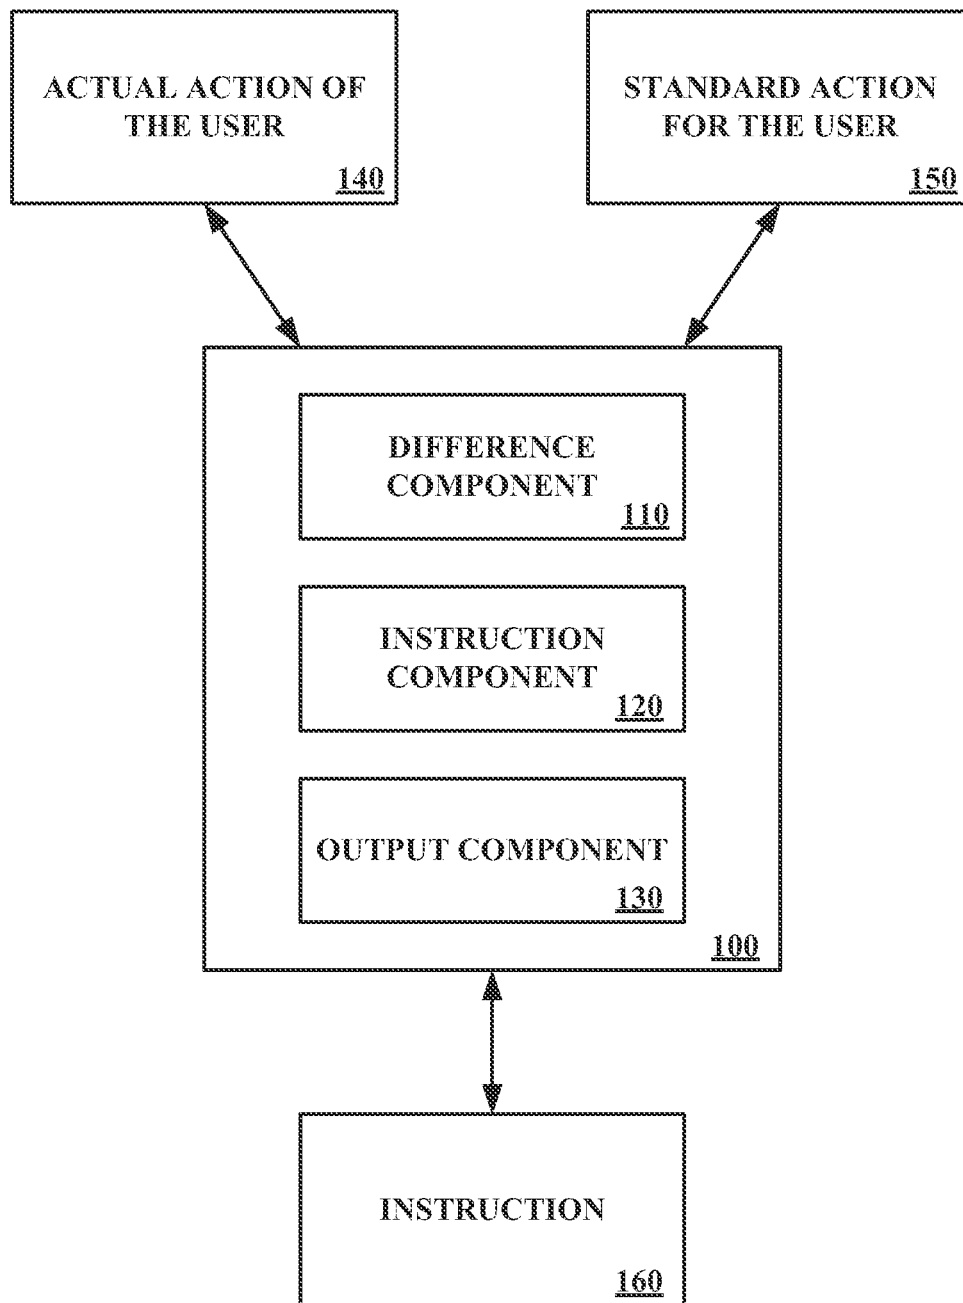 ACTUAL ACTION OF
THE USER
140
STANDARD ACTION
FOR THE USER
150
DIFFERENCE
COMPONENT
110
INSTRUCTION
COMPONENT
120
OUTPUT COMPONENT
130
100
INSTRUCTION
160